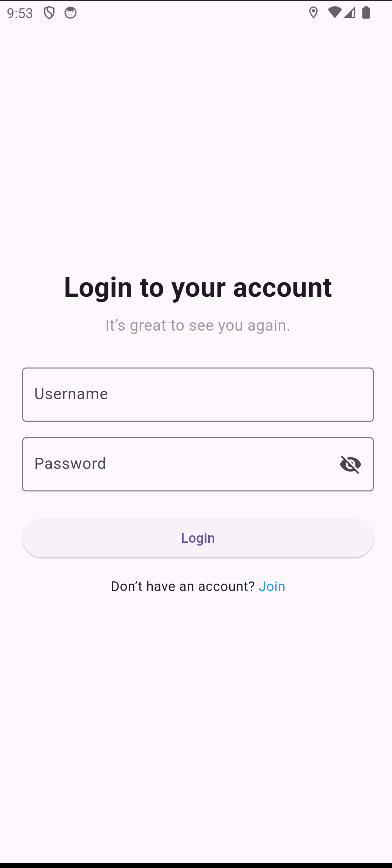 9:53
Login to your account
It's great to see you again.
Username
Password
Login
Don't have an account? Join